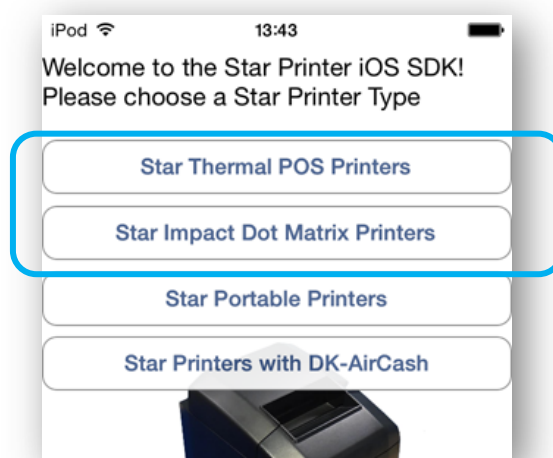 iPod 13:43
Welcome to the Star Printer iOS SDK!
Please choose a Star Printer Type
Star Thermal POS Printers
Star Impact Dot Matrix Printers
Star Portable Printers
Star Printers with DK-AirCash